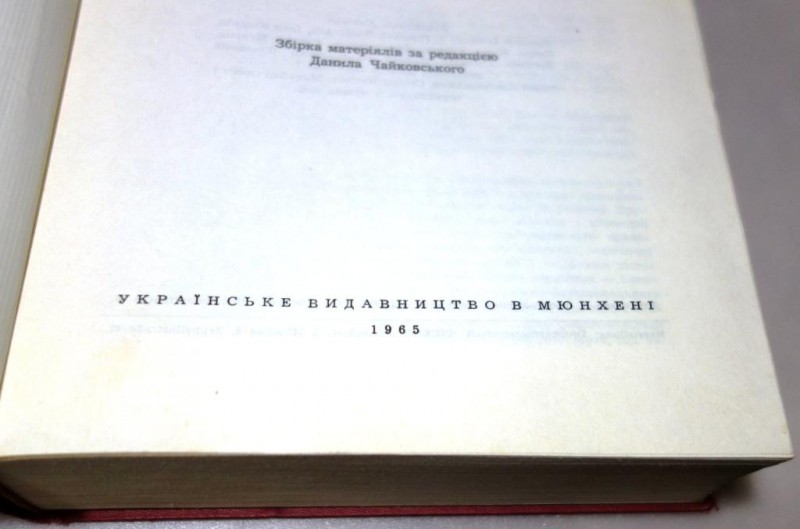 Збірка матеріялів за редакцією
Данила Чайковського
УКРАЇНСЬКЕ ВИДАВНИЦТВО В МЮНХЕНІ
1965